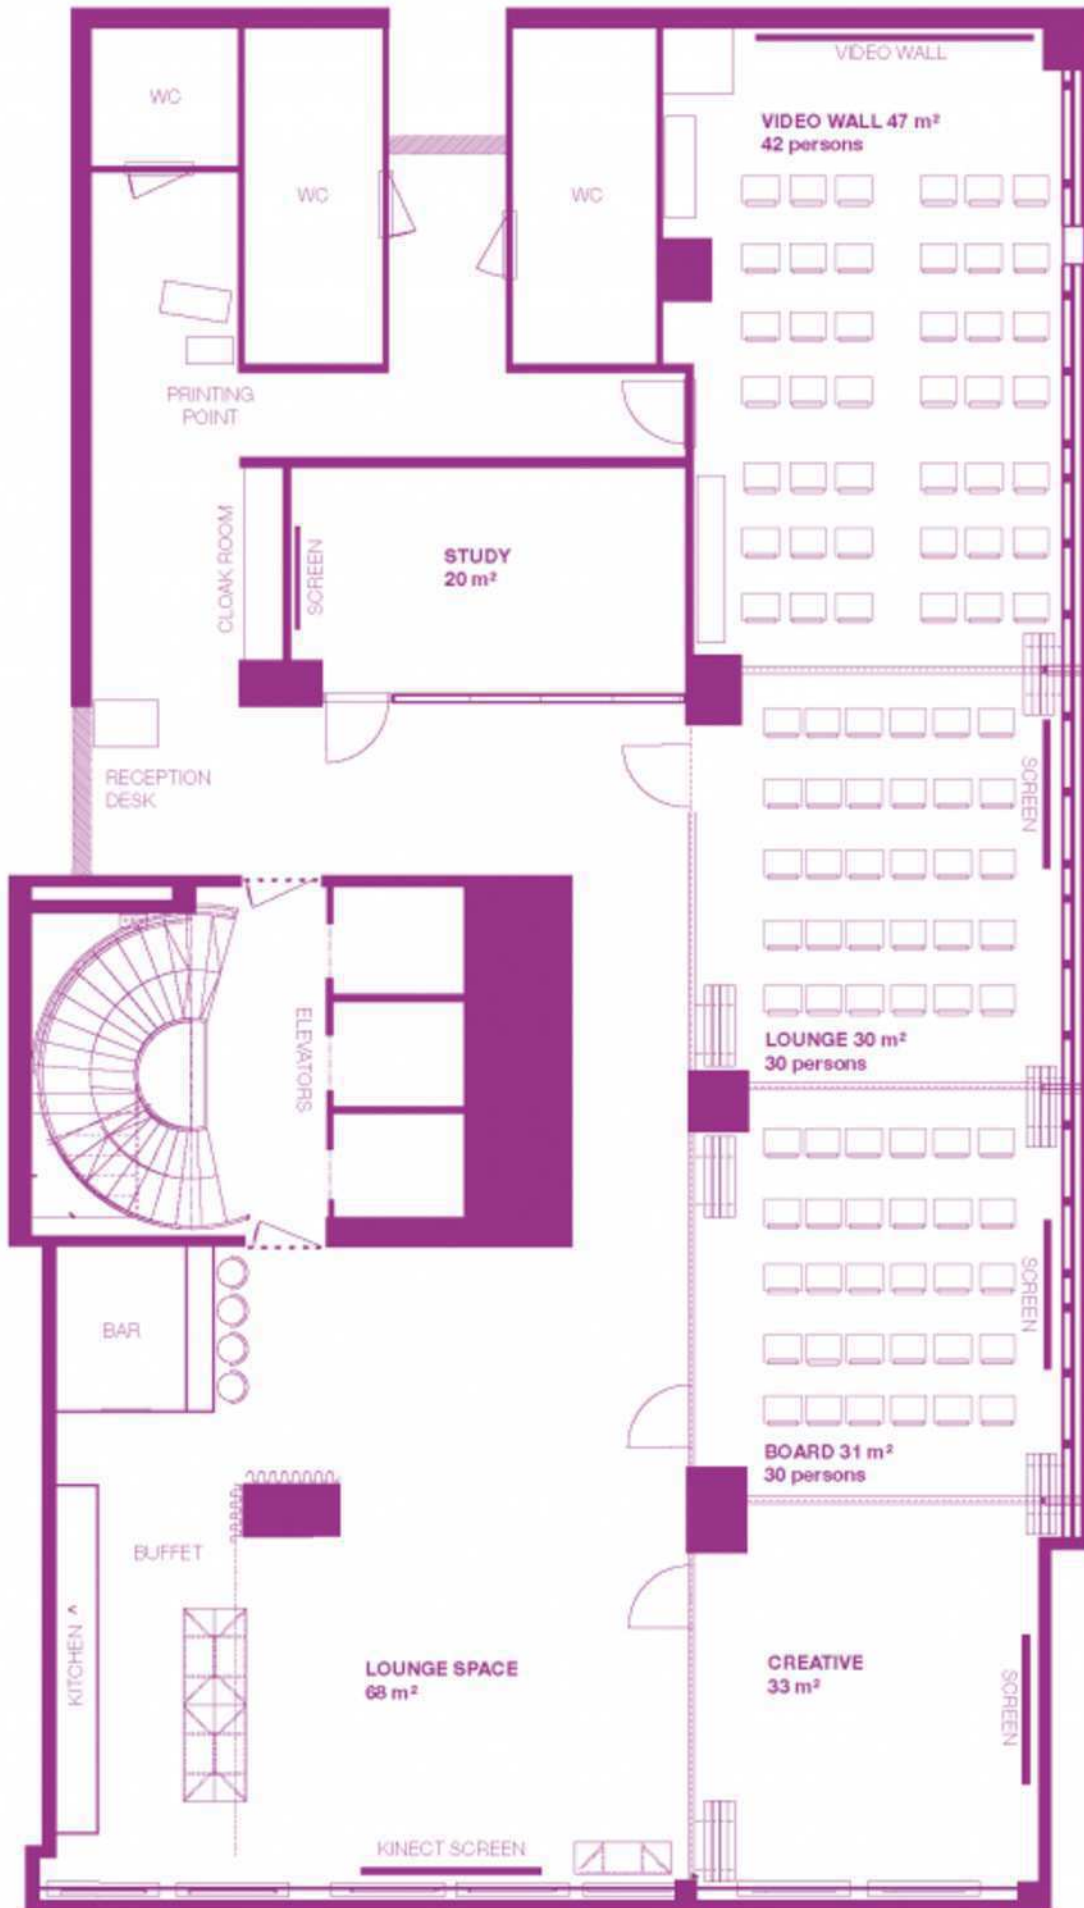 VIDEO WALL
WC
VIDEO WALL 47 m²
42 persons
WC
WC
PRINTING
POINT
CLOAK ROOM
SCREEN
STUDY
20 m²
RECEPTION
DESK
SCREEN
ELEVATORS
LOUNGE 30 m²
30 persons
SCREEN
BAR
BOARD 31 m²
30 persons
BUFFET
KITCHEN ^
LOUNGE SPACE
68 m²
CREATIVE
33 m²
SCREEN
KINECT SCREEN